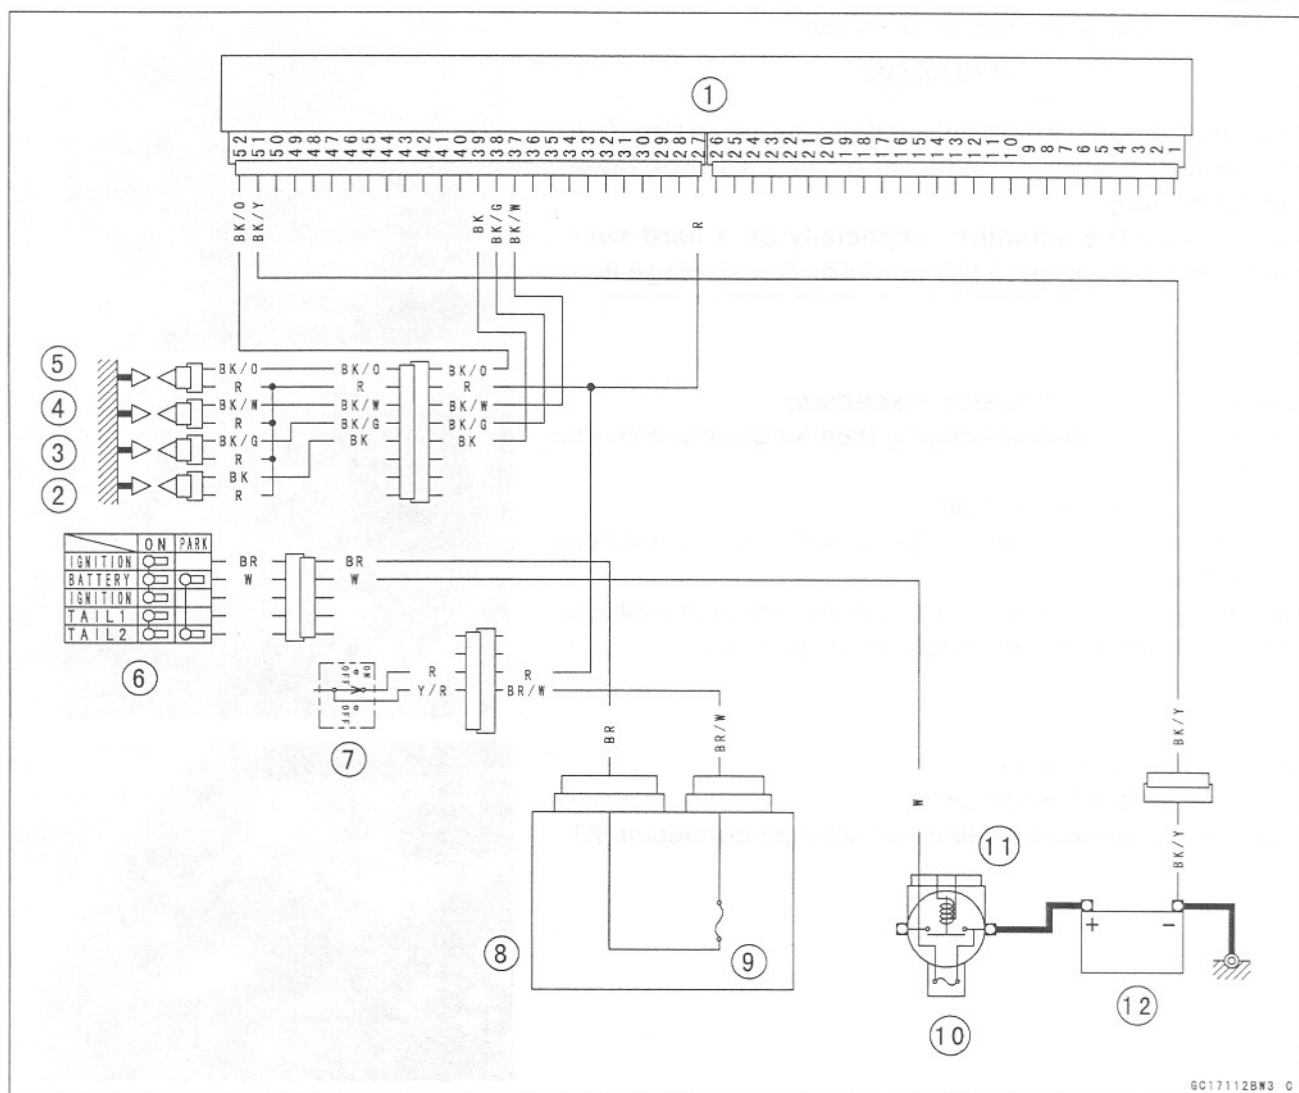 1
52 51 50 49 48 47 46 45 44 43 42 41 40 39 38 37 36 35 34 33 32 31 30 29 28 27 26 25 24 23 22 21 20 19 18 17 16 15 14 13 12 11 10 9 8 7 6 5 4 3 2 1
BK/O BK/Y BK BK/G BK/W R
5 BK/O BK/O BK/O
R R R
4 BK/W BK/W BK/W
R BK/G BK/G
3 BK/G BK BK
R
BK
2 R
ON PARK
IGNITION BR BR
BATTERY W W
IGNITION
TAIL1
TAIL2
6
OFF ON R R
OFF Y/R BR/W
7
BR BR/W BK/Y
W BK/Y
11
8 9
+ −
10 12
GC17112BW3 C